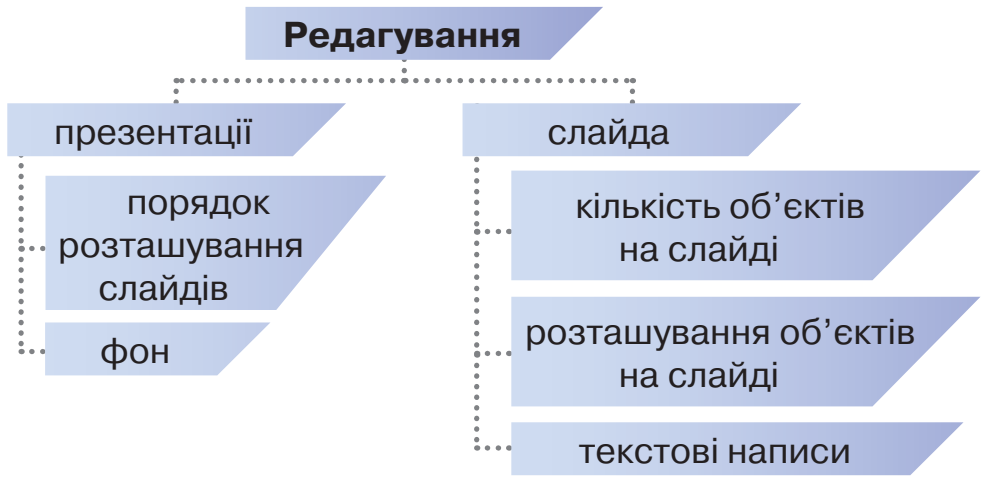 Редагування
презентації
порядок
розташування
слайдів
фон
слайда
кількість об’єктів
на слайді
розташування об’єктів
на слайді
текстові написи